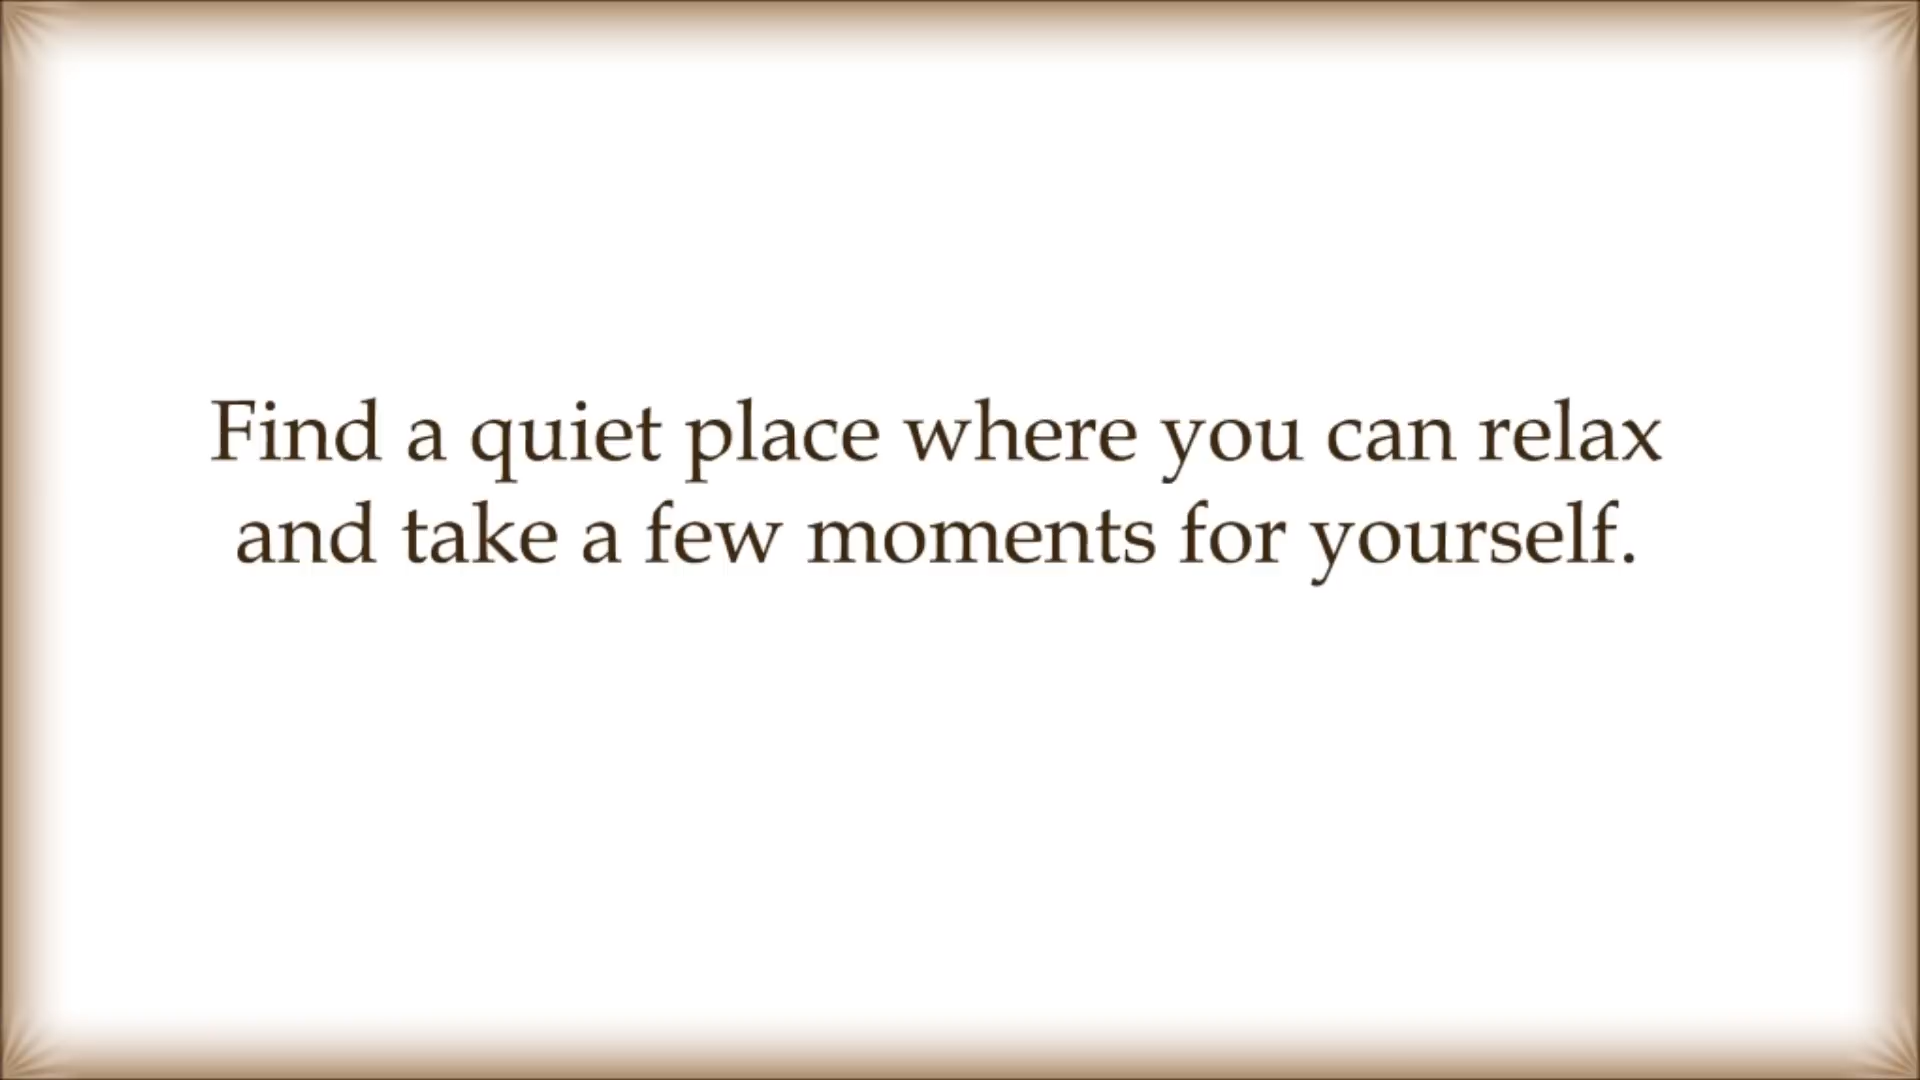 Find a quiet place where you can relax
and take a few moments for yourself.